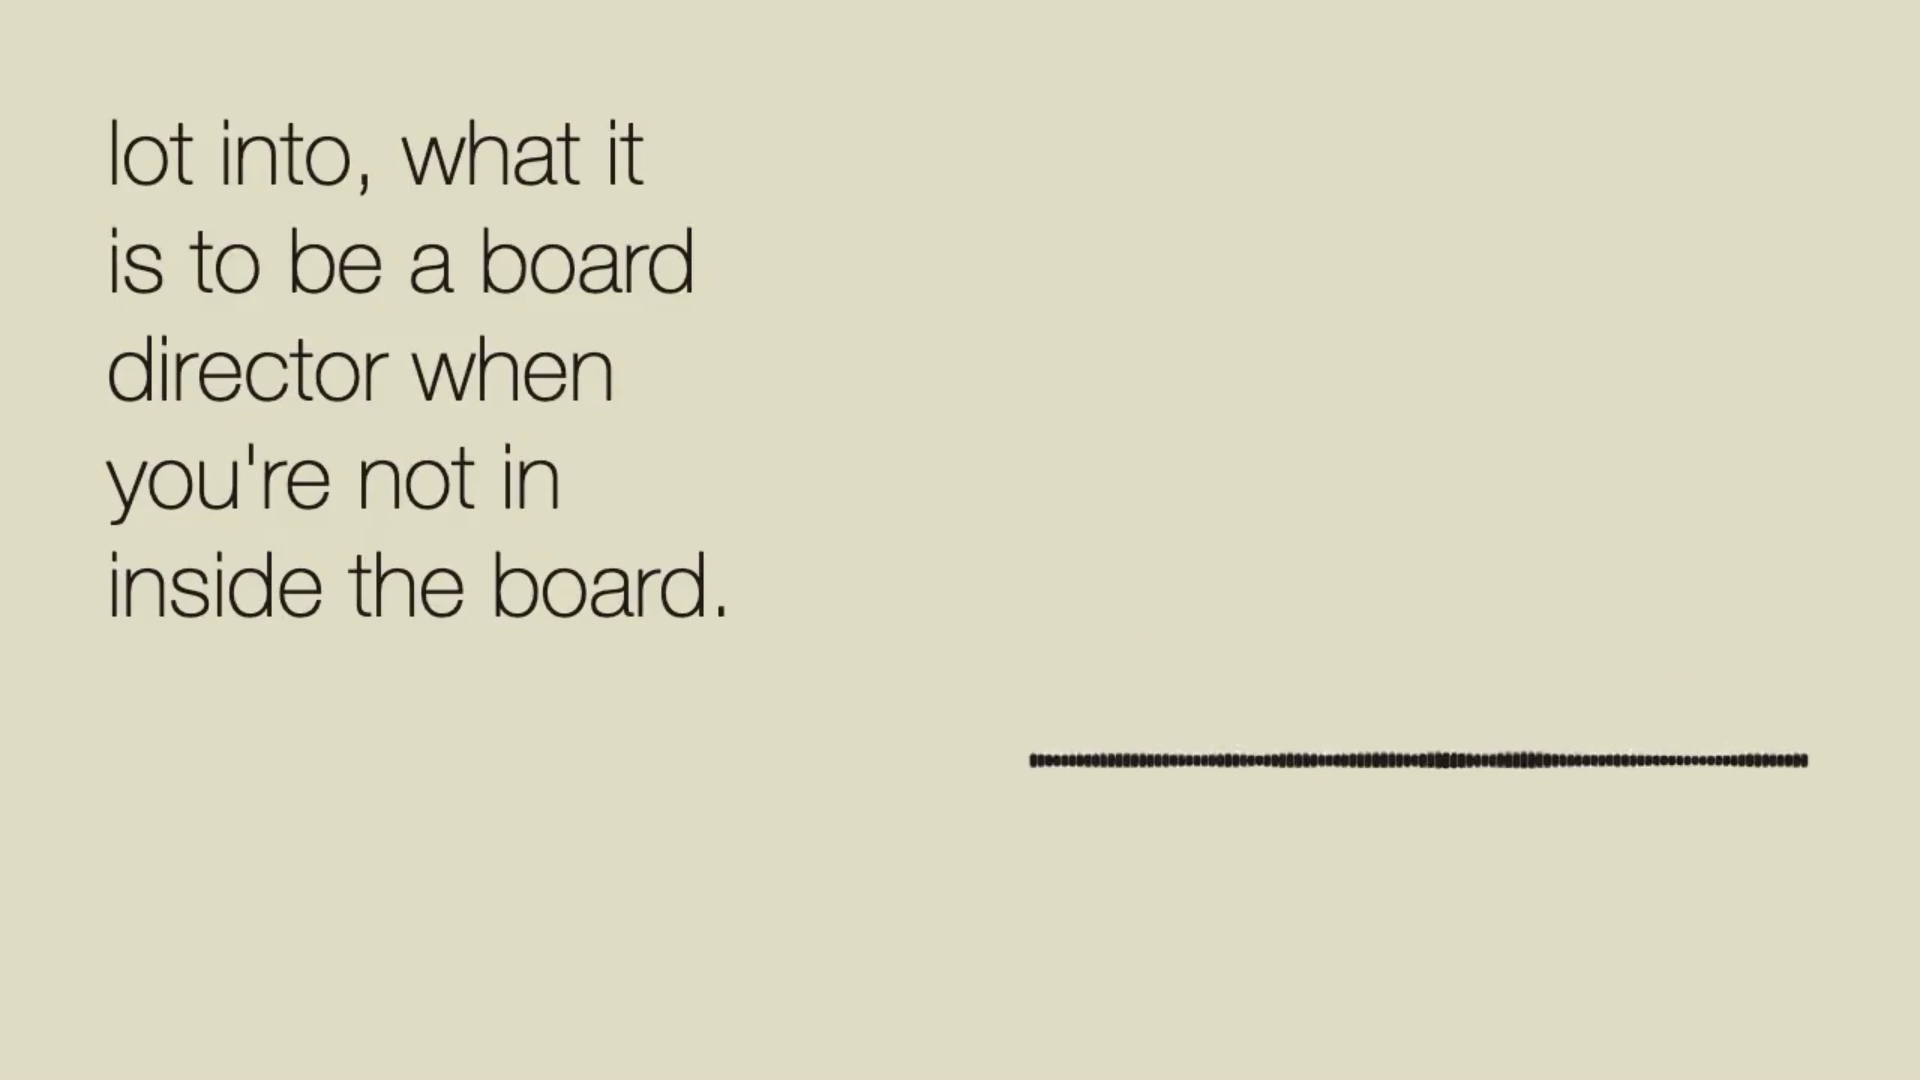 lot into, what it
is to be a board
director when
you're not in
inside the board.